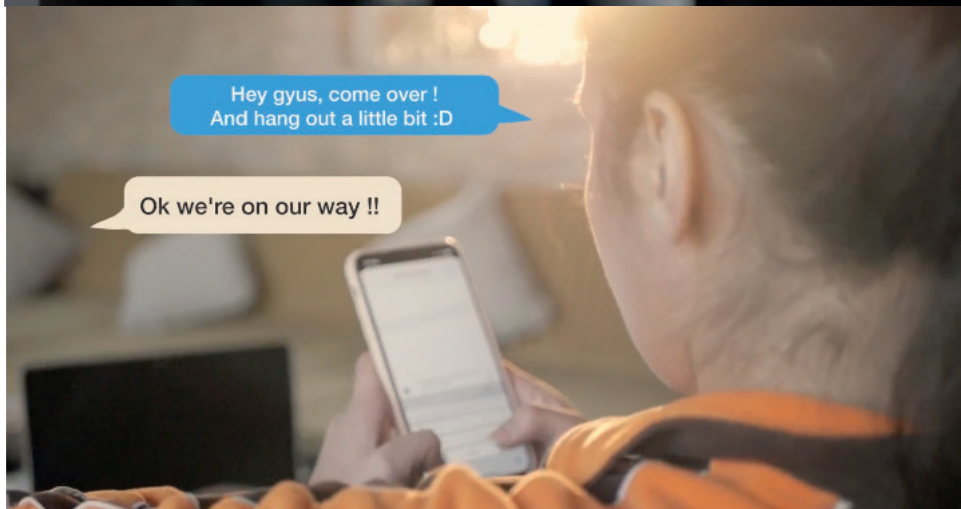 Hey gyus, come over !
And hang out a little bit :D
Ok we're on our way !!